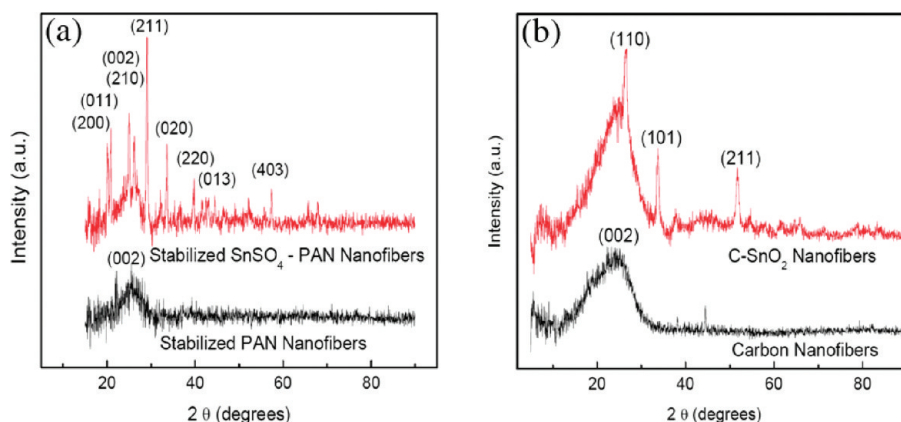 (a)
(211)
(002)
(210)
(011)
(200)
(020)
(220)
(013)
(403)
Intensity (a.u.)
Stabilized SnSO₄ - PAN Nanofibers
(002)
Stabilized PAN Nanofibers
20 40 60 80
2 θ (degrees)
(b)
(110)
(101)
(211)
Intensity (a.u.)
(002)
C-SnO₂ Nanofibers
Carbon Nanofibers
20 40 60 80
2 θ (degrees)